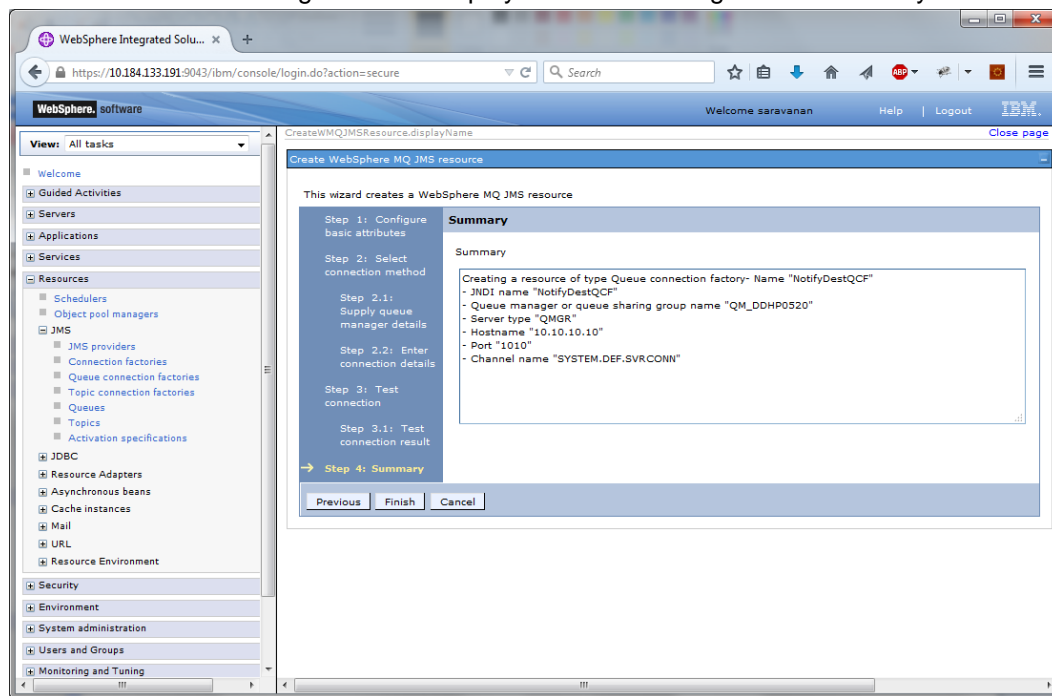 WebSphere Integrated Solu... × +
https://10.184.133.191:9043/ibm/console/login.do?action=secure
Search
ABP
WebSphere. software
Welcome saravanan
Help | Logout
IBM.
View: All tasks
Welcome
Guided Activities
Servers
Applications
Services
Resources
Schedulers
Object pool managers
JMS
JMS providers
Connection factories
Queue connection factories
Topic connection factories
Queues
Topics
Activation specifications
JDBC
Resource Adapters
Asynchronous beans
Cache instances
Mail
URL
Resource Environment
Security
Environment
System administration
Users and Groups
Monitoring and Tuning
CreateWMQJMSResource.displayName
Close page
Create WebSphere MQ JMS resource
This wizard creates a WebSphere MQ JMS resource
Step 1: Configure
basic attributes
Step 2: Select
connection method
Step 2.1:
Supply queue
manager details
Step 2.2: Enter
connection details
Step 3: Test
connection
Step 3.1: Test
connection result
Step 4: Summary
Summary
Summary
Creating a resource of type Queue connection factory- Name "NotifyDestQCF"
- JNDI name "NotifyDestQCF"
- Queue manager or queue sharing group name "QM_DDHP0520"
- Server type "QMGR"
- Hostname "10.10.10.10"
- Port "1010"
- Channel name "SYSTEM.DEF.SVRCONN"
Previous Finish Cancel